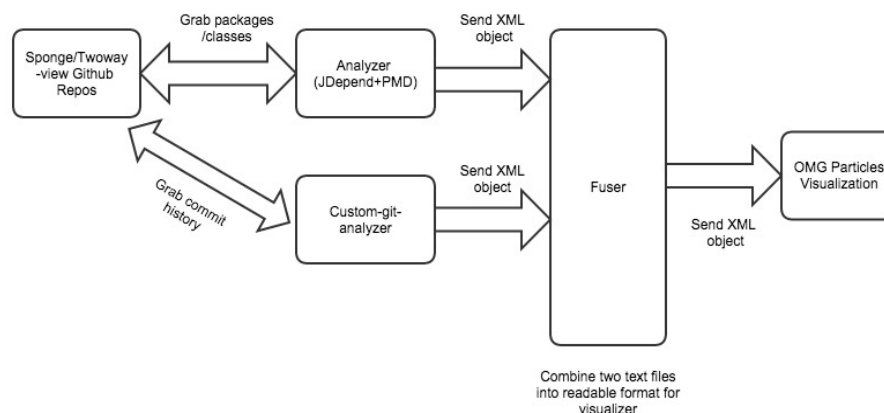 Grab packages
/classes
Send XML
object
Sponge/Twoway
-view Github
Repos
Analyzer
(JDepend+PMD)
Grab commit
history
Send XML
object
Custom-git-
analyzer
Fuser
OMG Particles
Visualization
Send XML
object
Combine two text files
into readable format for
visualizer